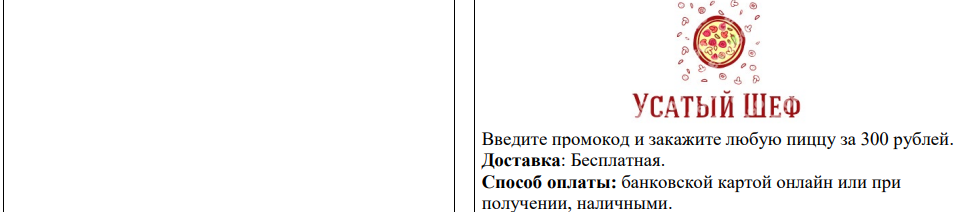 Усатый Шеф
Введите промокод и закажите любую пиццу за 300 рублей.
Доставка: Бесплатная.
Способ оплаты: банковской картой онлайн или при
получении, наличными.